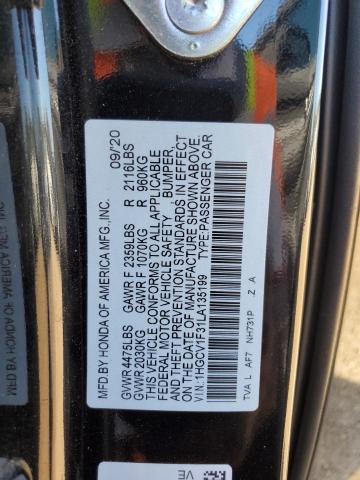 MFD BY HONDA OF AMERICA MFG.,INC. 09/'20
GVWR 4475LBS GAWR F 2359LBS R 2116LBS
GVWR 2030KG GAWR F 1070KG R 960KG
THIS VEHICLE CONFORMS TO ALL APPLICABLE
FEDERAL MOTOR VEHICLE SAFETY BUMPER,
AND THEFT PREVENTION STANDARDS IN EFFECT
ON THE DATE OF MANUFACTURE SHOWN ABOVE.
V I N: 1HGCV1F31LA135199 TYPE:PASSENGER CAR
TVA L AF7 NH731P Z A
VE